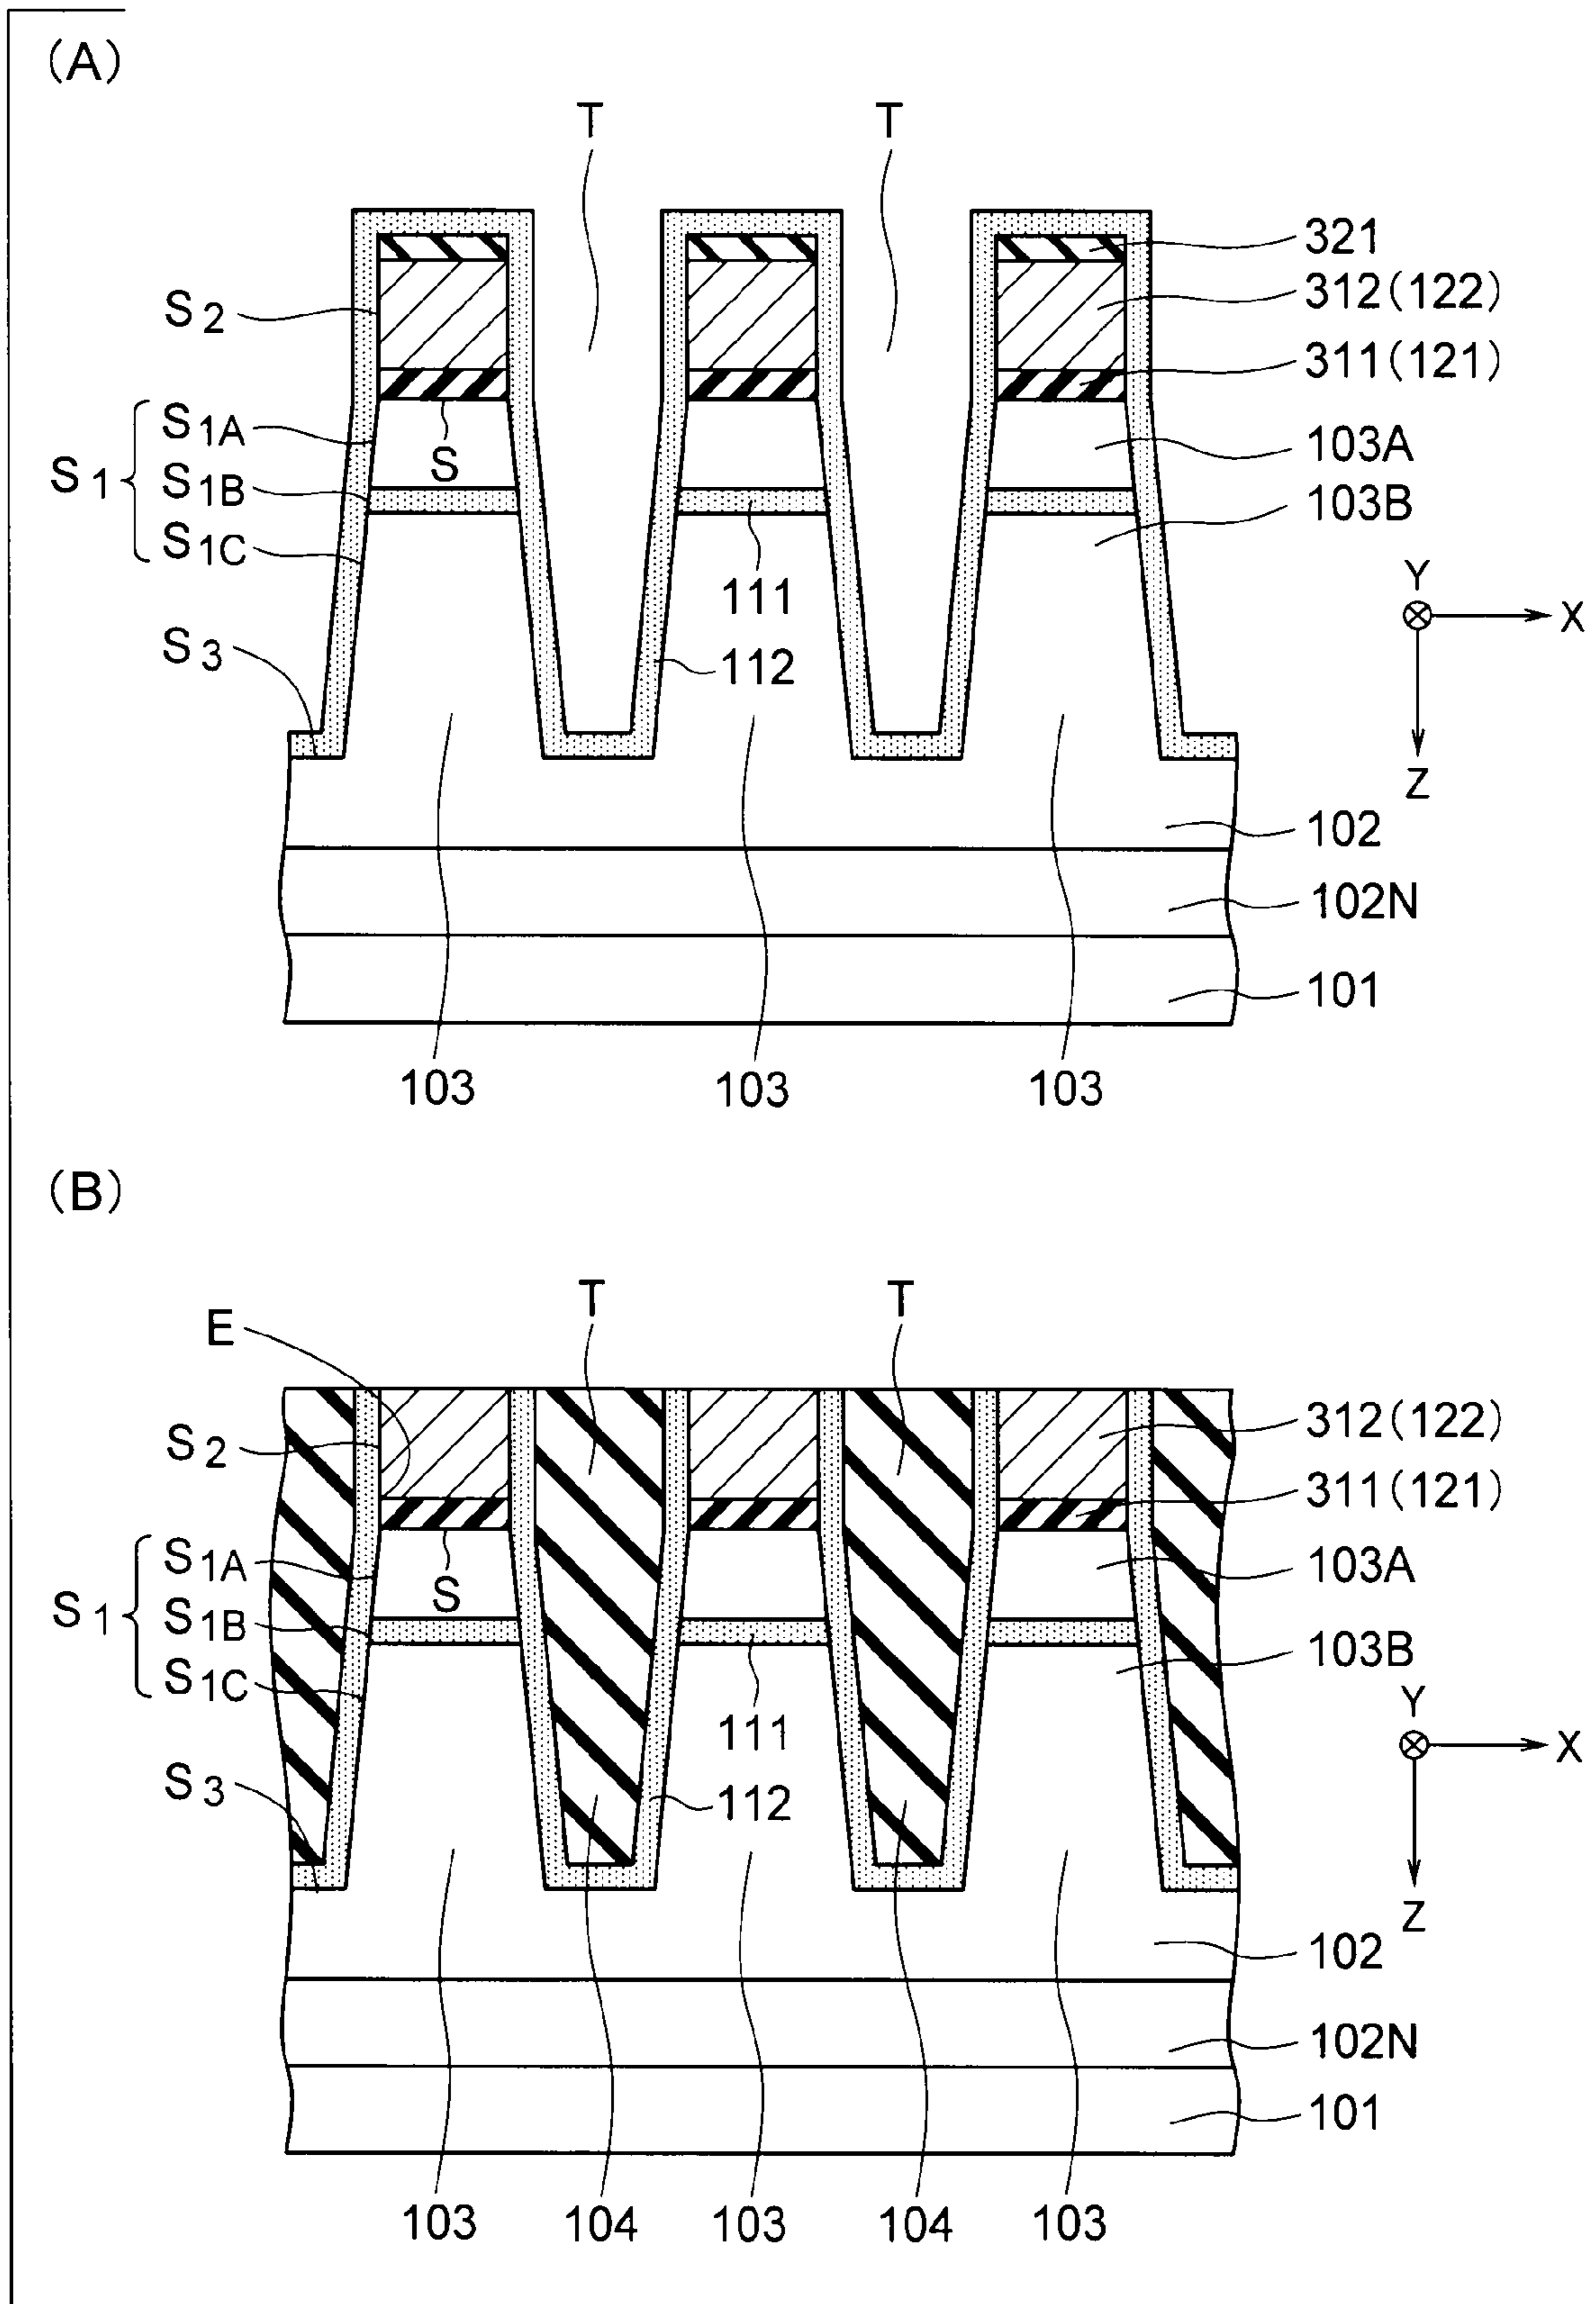 (A)
T T
321
312(122)
S2
311(121)
S1A
103A
S
S1
S1B
103B
S1C
111
Y
X
S3
112
Z
102
102N
101
103 103 103
(B)
T T
E
312(122)
S2
311(121)
S1A
103A
S
S1
S1B
103B
S1C
111
Y
X
S3
112
Z
102
102N
101
103 104 103 104 103